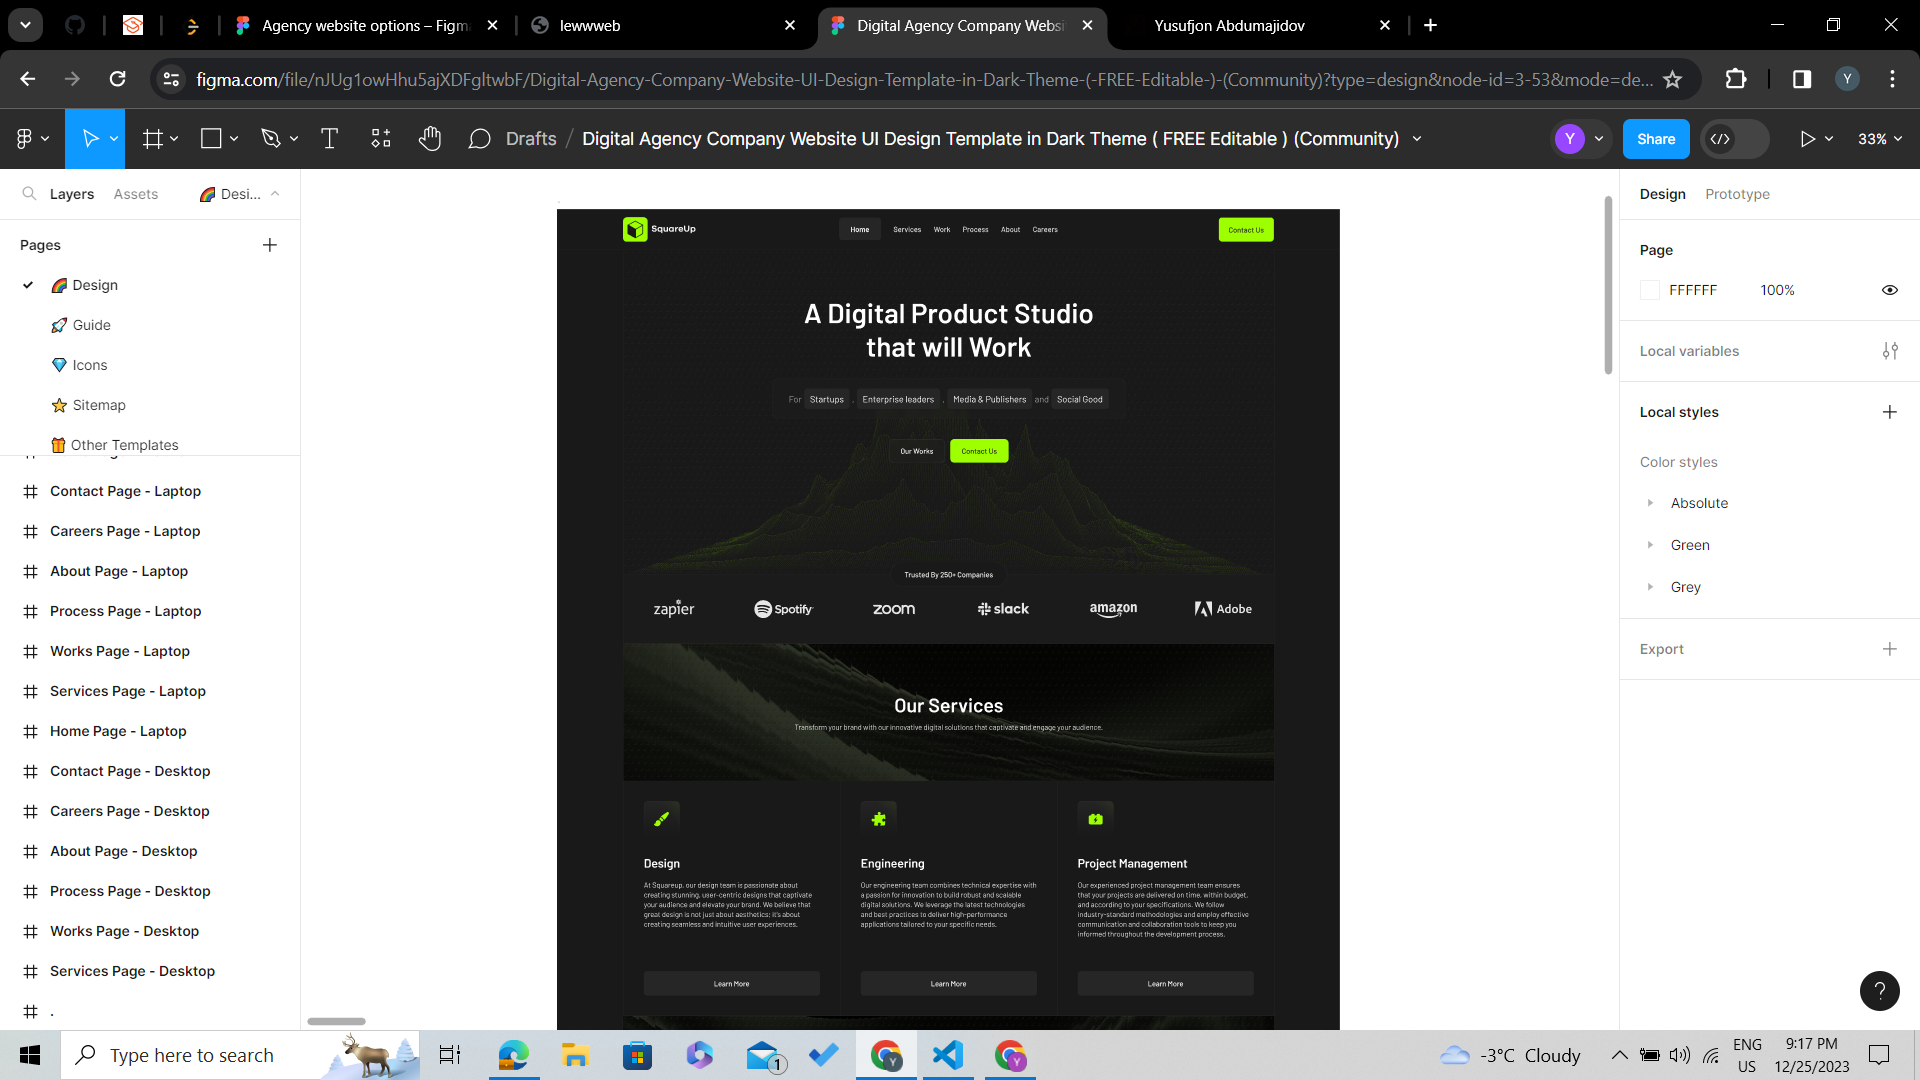 Agency website options – Figma
lewwweb
Digital Agency Company Websi
Yusufjon Abdumajidov
figma.com/file/nJUg1owHhu5ajXDFgltwbF/Digital-Agency-Company-Website-UI-Design-Template-in-Dark-Theme-(-FREE-Editable-)-(Community)?type=design&node-id=3-53&mode=de...
Y
Drafts / Digital Agency Company Website UI Design Template in Dark Theme ( FREE Editable ) (Community)
Y
Share
33%
Layers
Assets
🌈 Desi...
Pages
🌈 Design
🚀 Guide
💎 Icons
⭐ Sitemap
🎁 Other Templates
Contact Page - Laptop
Careers Page - Laptop
About Page - Laptop
Process Page - Laptop
Works Page - Laptop
Services Page - Laptop
Home Page - Laptop
Contact Page - Desktop
Careers Page - Desktop
About Page - Desktop
Process Page - Desktop
Works Page - Desktop
Services Page - Desktop
.
SquareUp
Home
Services
Work
Process
About
Careers
Contact Us
A Digital Product Studio
that will Work
For Startups , Enterprise leaders , Media & Publishers and Social Good
Our Works
Contact Us
Trusted By 250+ Companies
zapier
Spotify
zoom
slack
amazon
Adobe
Our Services
Transform your brand with our innovative digital solutions that captivate and engage your audience.
Design
At Squareup, our design team is passionate about
creating stunning, user-centric designs that captivate
your audience and elevate your brand. We believe that
great design is not just about aesthetics; it's about
creating seamless and intuitive user experiences.
Learn More
Engineering
Our engineering team combines technical expertise with
a passion for innovation to build robust and scalable
digital solutions. We leverage the latest technologies
and best practices to deliver high-performance
applications tailored to your specific needs.
Learn More
Project Management
Our experienced project management team ensures
that your projects are delivered on time, within budget,
and according to your specifications. We follow
industry-standard methodologies and employ effective
communication and collaboration tools to keep you
informed throughout the development process.
Learn More
Design
Prototype
Page
FFFFFF
100%
Local variables
Local styles
Color styles
Absolute
Green
Grey
Export
?
Type here to search
1
-3°C Cloudy
ENG
US
9:17 PM
12/25/2023